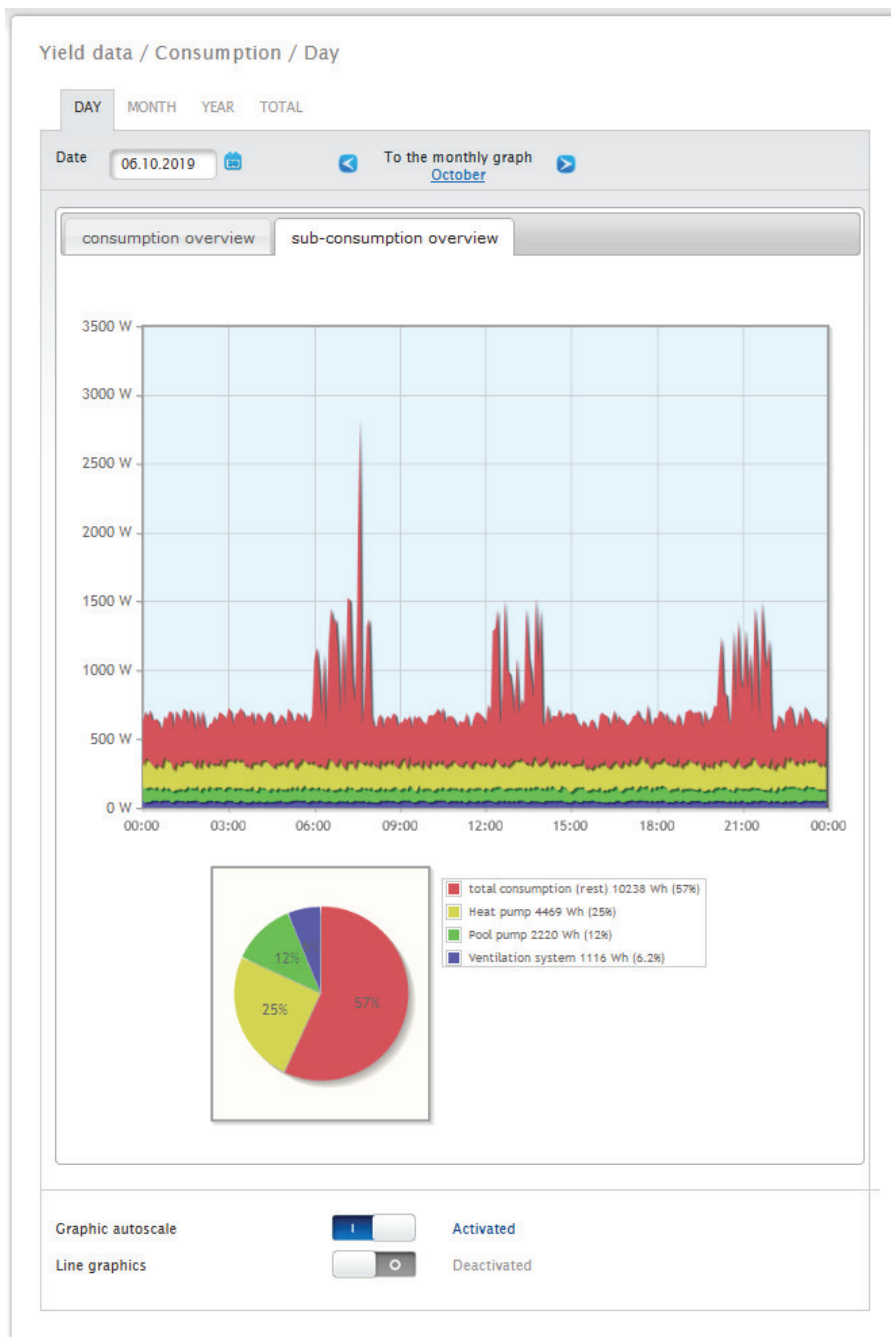 Yield data / Consumption / Day
DAY MONTH YEAR TOTAL
Date 06.10.2019 To the monthly graph
October
consumption overview sub-consumption overview
3500 W
3000 W
2500 W
2000 W
1500 W
1000 W
500 W
0 W
00:00 03:00 06:00 09:00 12:00 15:00 18:00 21:00 00:00
total consumption (rest) 10238 Wh (57%)
Heat pump 4469 Wh (25%)
Pool pump 2220 Wh (12%)
Ventilation system 1116 Wh (6.2%)
12%
57%
25%
Graphic autoscale I Activated
Line graphics O Deactivated